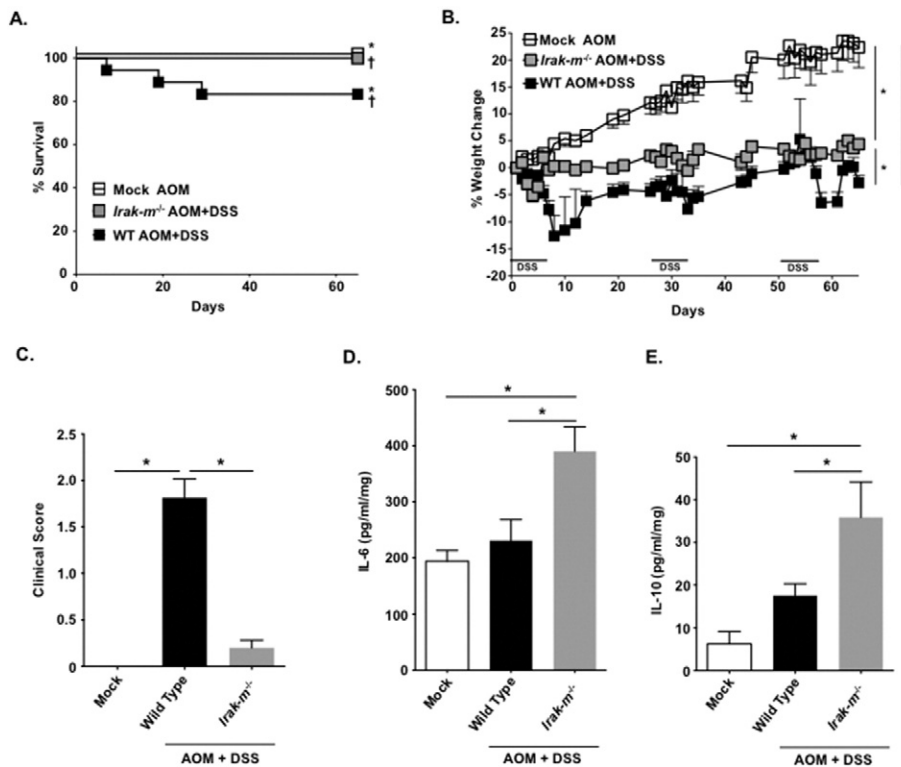 A.
100
80
60
40
20
0
% Survival
*
†
*
†
Mock AOM
Irak-m-/- AOM+DSS
WT AOM+DSS
0
20
40
60
Days
B.
25
20
15
10
5
0
-5
-10
-15
-20
% Weight Change
Mock AOM
Irak-m-/- AOM+DSS
WT AOM+DSS
*
*
DSS
DSS
DSS
0
10
20
30
40
50
60
Days
C.
2.5
2.0
1.5
1.0
0.5
0
Clinical Score
*
*
Mock
Wild Type
Irak-m-/-
AOM + DSS
D.
500
400
300
200
100
0
IL-6 (pg/ml/mg)
*
*
Mock
Wild Type
Irak-m-/-
AOM + DSS
E.
50
40
30
20
10
0
IL-10 (pg/ml/mg)
*
*
Mock
Wild Type
Irak-m-/-
AOM + DSS